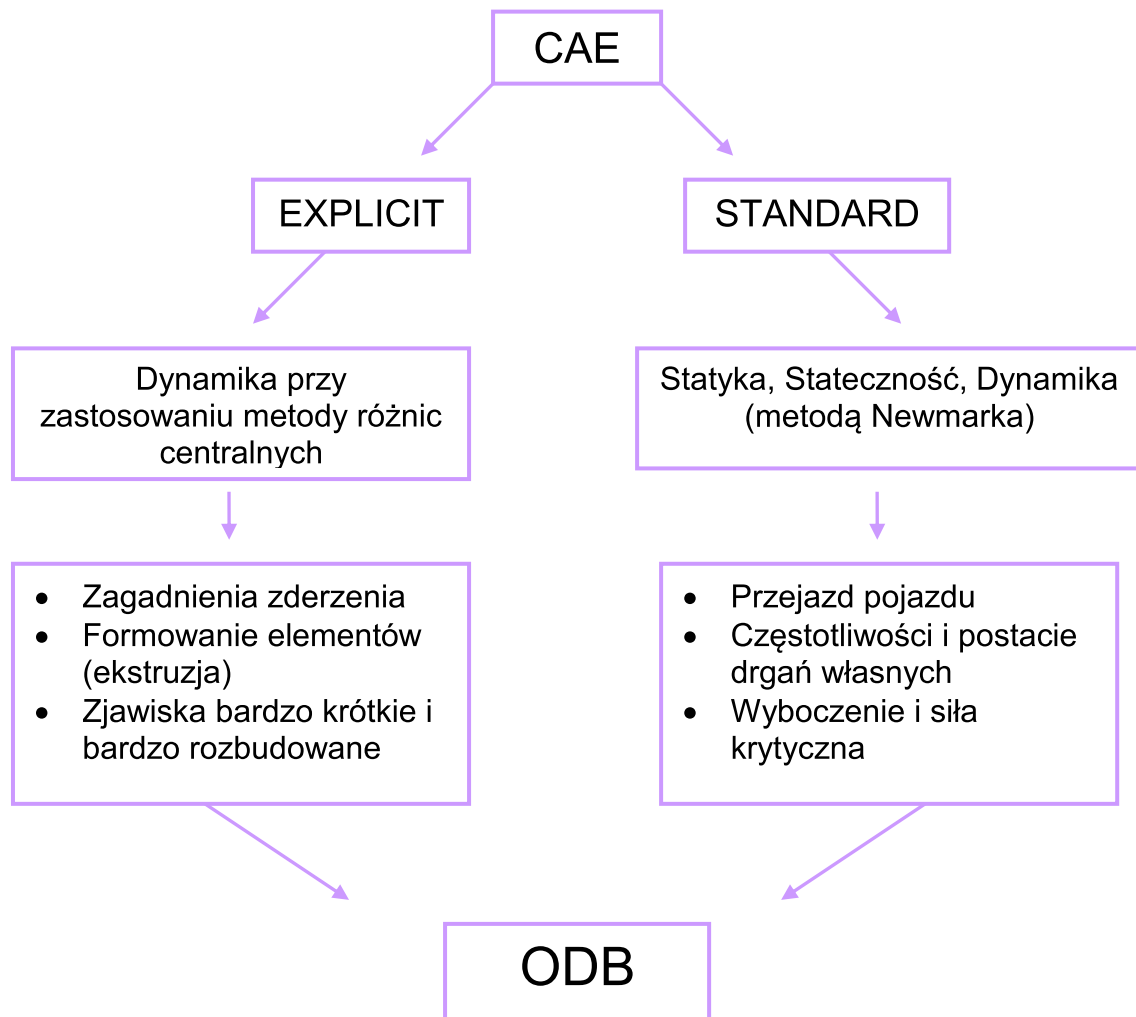 CAE
EXPLICIT
STANDARD
Dynamika przy
zastosowaniu metody różnic
centralnych
Statyka, Stateczność, Dynamika
(metodą Newmarka)
• Zagadnienia zderzenia
• Formowanie elementów
(ekstruzja)
• Zjawiska bardzo krótkie i
bardzo rozbudowane
• Przejazd pojazdu
• Częstotliwości i postacie
drgań własnych
• Wyboczenie i siła
krytyczna
ODB